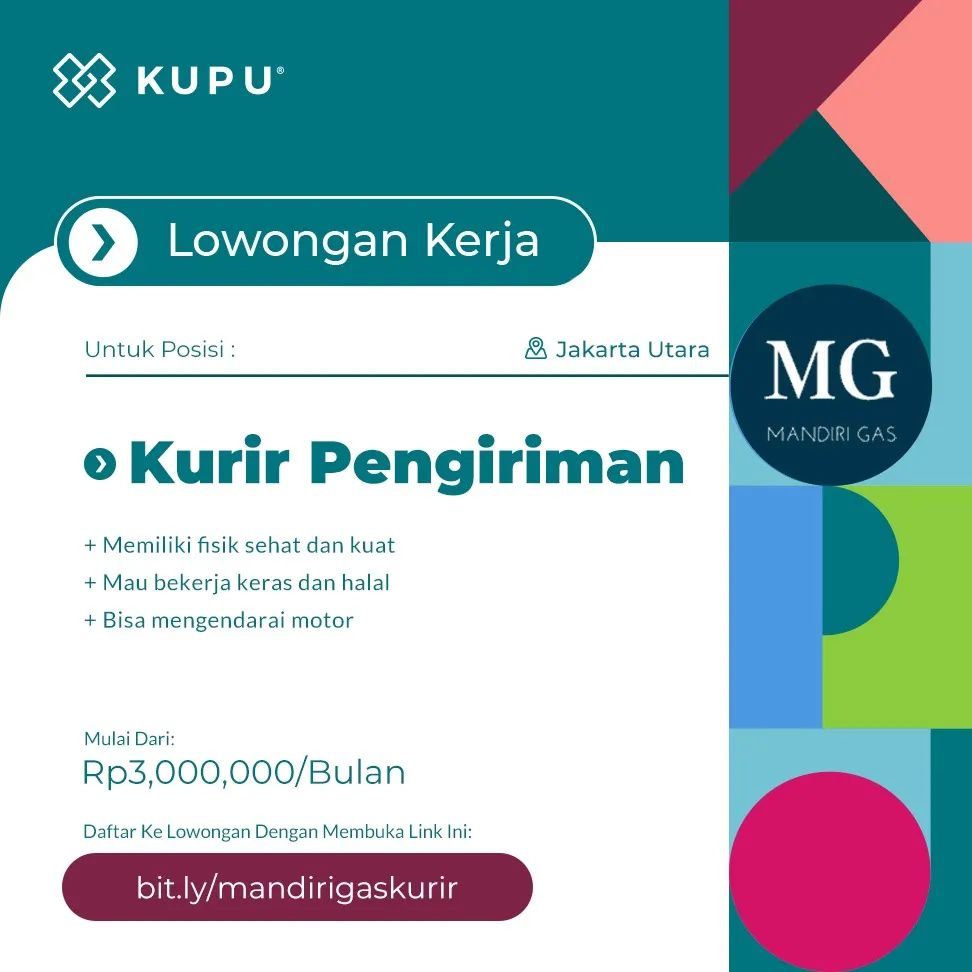 KUPU®
Lowongan Kerja
Untuk Posisi :
Jakarta Utara
MG
MANDIRI GAS
Kurir Pengiriman
+ Memiliki fisik sehat dan kuat
+ Mau bekerja keras dan halal
+ Bisa mengendarai motor
Mulai Dari:
Rp3,000,000/Bulan
Daftar Ke Lowongan Dengan Membuka Link Ini:
bit.ly/mandirigaskurir